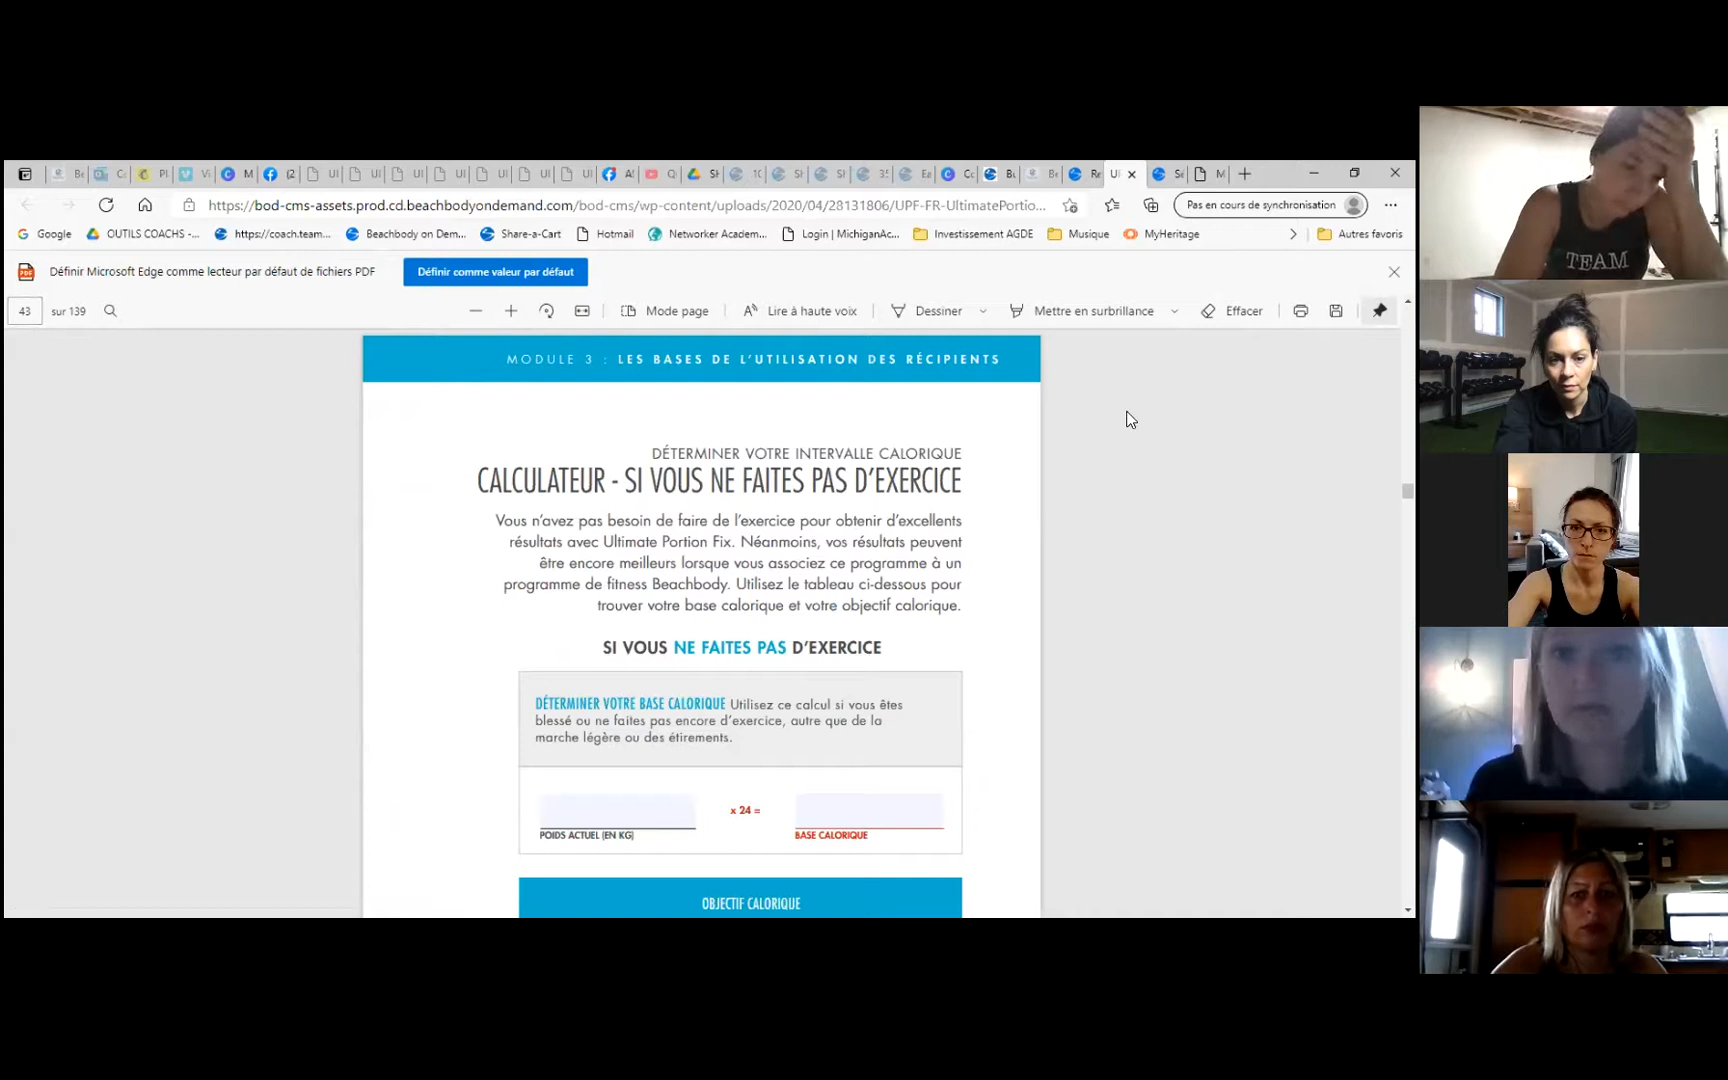 (2
https://bod-cms-assets.prod.cd.beachbodyondemand.com/bod-cms/wp-content/uploads/2020/04/28131806/UPF-FR-UltimatePortio...
Pas en cours de synchronisation
Google
OUTILS COACHS -...
https://coach.team...
Beachbody on Dem...
Share-a-Cart
Hotmail
Networker Academ...
Login | MichiganAc...
Investissement AGDE
Musique
MyHeritage
Autres favoris
Définir Microsoft Edge comme lecteur par défaut de fichiers PDF
Définir comme valeur par défaut
43 sur 139
Mode page
Lire à haute voix
Dessiner
Mettre en surbrillance
Effacer
MODULE 3 : LES BASES DE L'UTILISATION DES RÉCIPIENTS
DÉTERMINER VOTRE INTERVALLE CALORIQUE
CALCULATEUR - SI VOUS NE FAITES PAS D'EXERCICE
Vous n'avez pas besoin de faire de l'exercice pour obtenir d'excellents
résultats avec Ultimate Portion Fix. Néanmoins, vos résultats peuvent
être encore meilleurs lorsque vous associez ce programme à un
programme de fitness Beachbody. Utilisez le tableau ci-dessous pour
trouver votre base calorique et votre objectif calorique.
SI VOUS NE FAITES PAS D'EXERCICE
DÉTERMINER VOTRE BASE CALORIQUE Utilisez ce calcul si vous êtes
blessé ou ne faites pas encore d'exercice, autre que de la
marche légère ou des étirements.
x 24 =
POIDS ACTUEL (EN KG)
BASE CALORIQUE
OBJECTIF CALORIQUE
TEAM